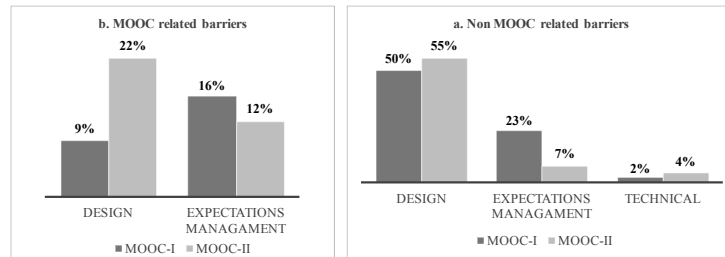 b. MOOC related barriers
22%
16%
12%
9%
DESIGN
EXPECTATIONS
MANAGAMENT
MOOC-I MOOC-II
a. Non MOOC related barriers
55%
50%
23%
7%
2%
4%
DESIGN
EXPECTATIONS
MANAGAMENT
TECHNICAL
MOOC-I MOOC-II